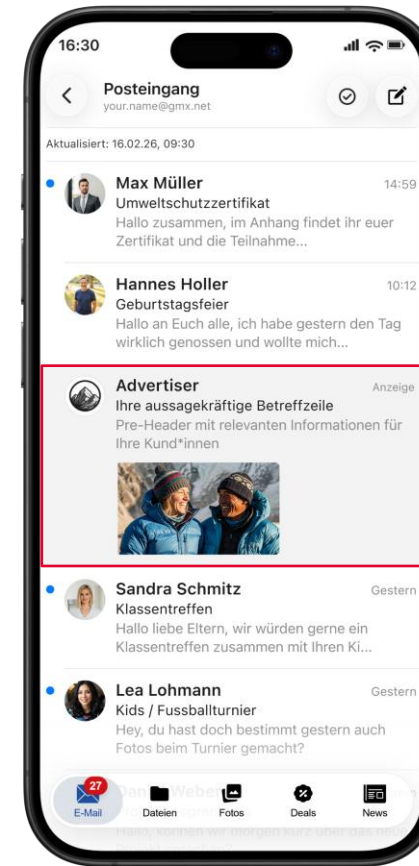 16:30
Posteingang
your.name@gmx.net
Aktualisiert: 16.02.26, 09:30
Max Müller 14:59
Umweltschutzzertifikat
Hallo zusammen, im Anhang findet ihr euer
Zertifikat und die Teilnahme...
Hannes Holler 10:12
Geburtstagsfeier
Hallo an Euch alle, ich habe gestern den Tag
wirklich genossen und wollte mich...
Advertiser Anzeige
Ihre aussagekräftige Betreffzeile
Pre-Header mit relevanten Informationen für
Ihre Kund*innen
Sandra Schmitz Gestern
Klassentreffen
Hallo liebe Eltern, wir würden gerne ein
Klassentreffen zusammen mit Ihren Ki...
Lea Lohmann Gestern
Kids / Fussballturnier
Hey, du hast doch bestimmt gestern auch
Fotos beim Turnier gemacht?
27
E-Mail Dateien Fotos Deals News